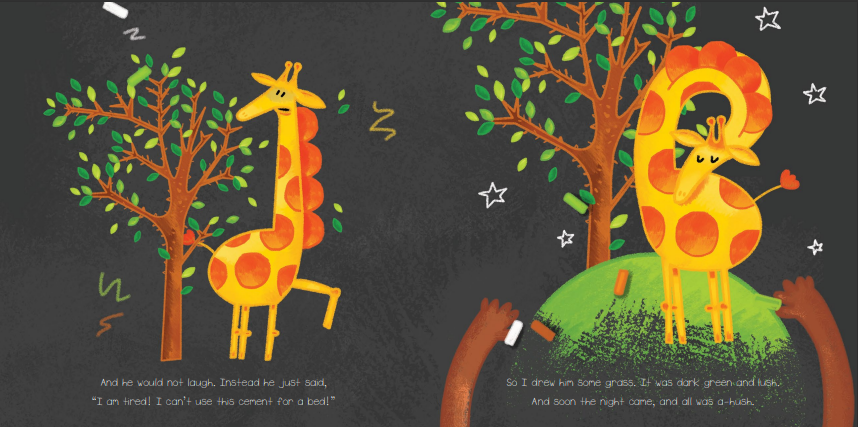 And he would not laugh. Instead he just said,
“I am tired! I can’t use this cement for a bed!”
So I drew him some grass. It was dark green and lush.
And soon the night came, and all was a-hush.